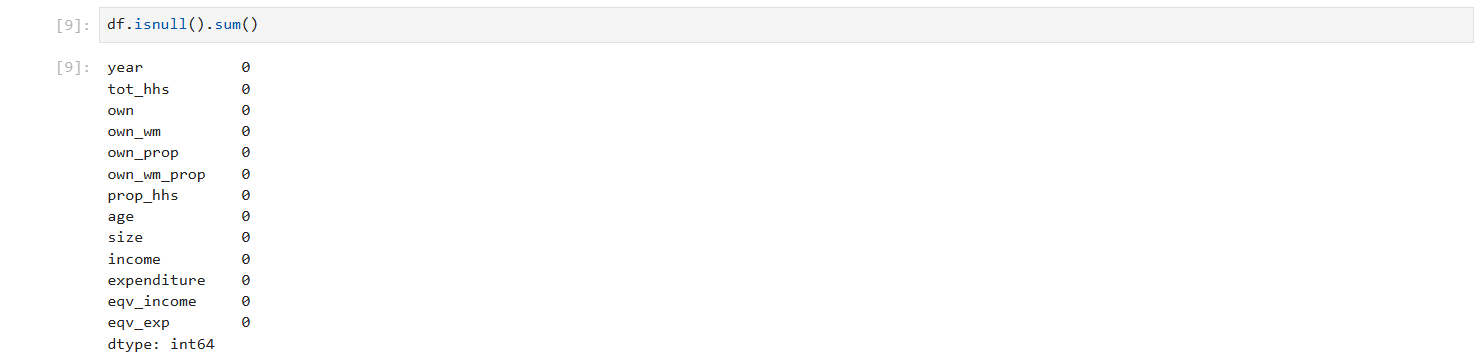 [9]: df.isnull().sum()
[9]: year 0
tot_hhs 0
own 0
own_wm 0
own_prop 0
own_wm_prop 0
prop_hhs 0
age 0
size 0
income 0
expenditure 0
eqv_income 0
eqv_exp 0
dtype: int64